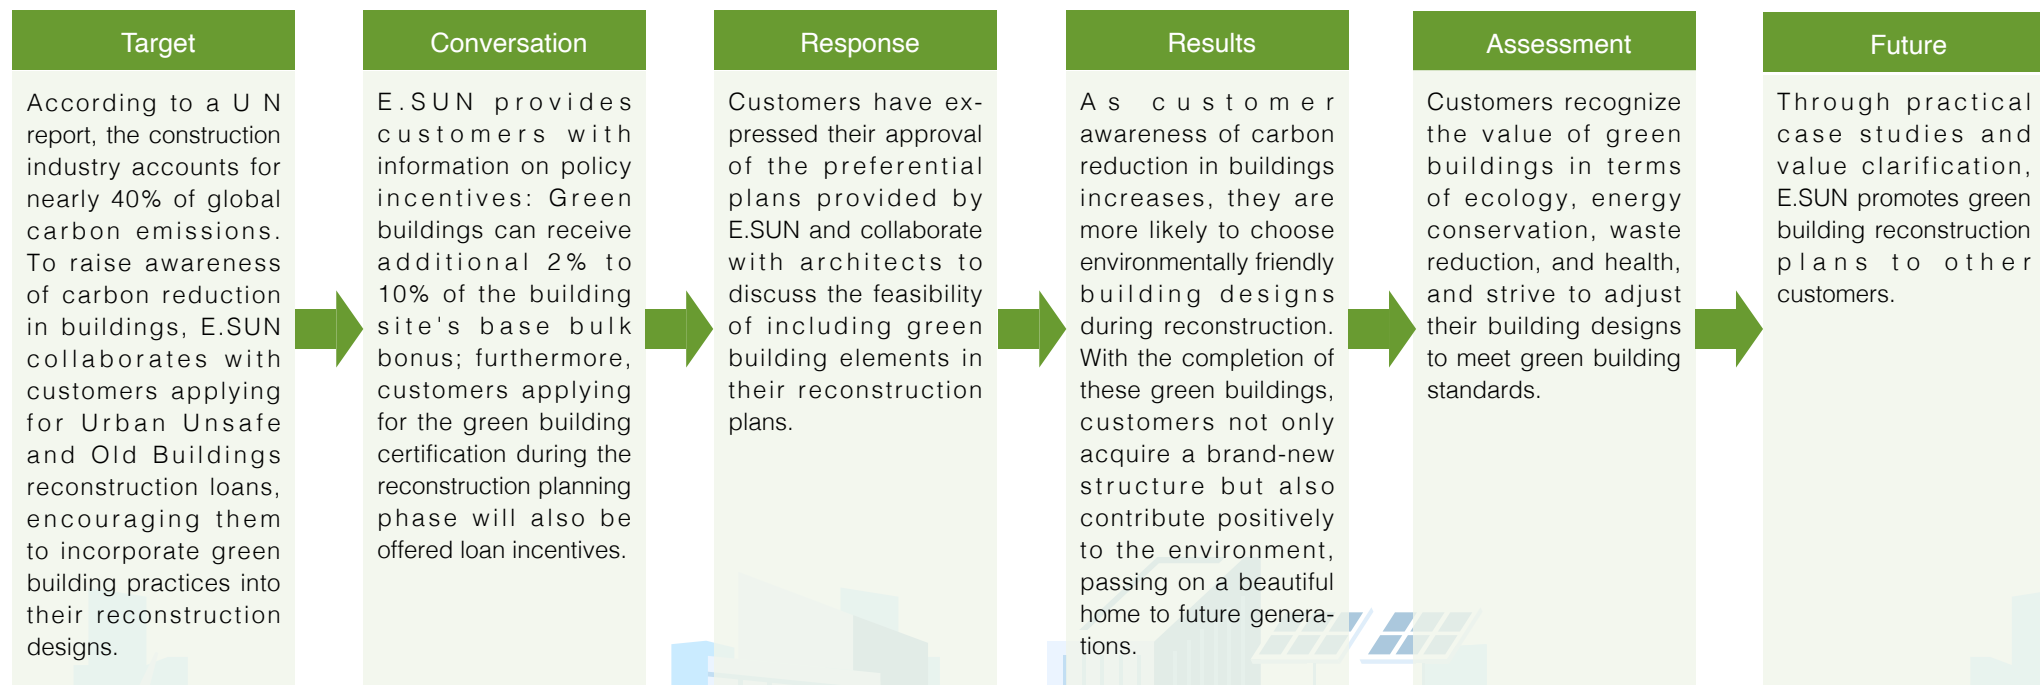 Target
According to a U N
report, the construction
industry accounts for
nearly 40% of global
carbon emissions.
To raise awareness
of carbon reduction
in buildings, E.SUN
collaborates with
customers applying
for Urban Unsafe
and Old Buildings
reconstruction loans,
encouraging them
to incorporate green
building practices into
their reconstruction
designs.
Conversation
E.SUN provides
customers with
information on policy
incentives: Green
buildings can receive
additional 2% to
10% of the building
site's base bulk
bonus; furthermore,
customers applying
for the green building
certification during the
reconstruction planning
phase will also be
offered loan incentives.
Response
Customers have ex-
pressed their approval
of the preferential
plans provided by
E.SUN and collaborate
with architects to
discuss the feasibility
of including green
building elements in
their reconstruction
plans.
Results
As customer
awareness of carbon
reduction in buildings
increases, they are
more likely to choose
environmentally friendly
building designs
during reconstruction.
With the completion of
these green buildings,
customers not only
acquire a brand-new
structure but also
contribute positively
to the environment,
passing on a beautiful
home to future genera-
tions.
Assessment
Customers recognize
the value of green
buildings in terms
of ecology, energy
conservation, waste
reduction, and health,
and strive to adjust
their building designs
to meet green building
standards.
Future
Through practical
case studies and
value clarification,
E.SUN promotes green
building reconstruction
plans to other
customers.